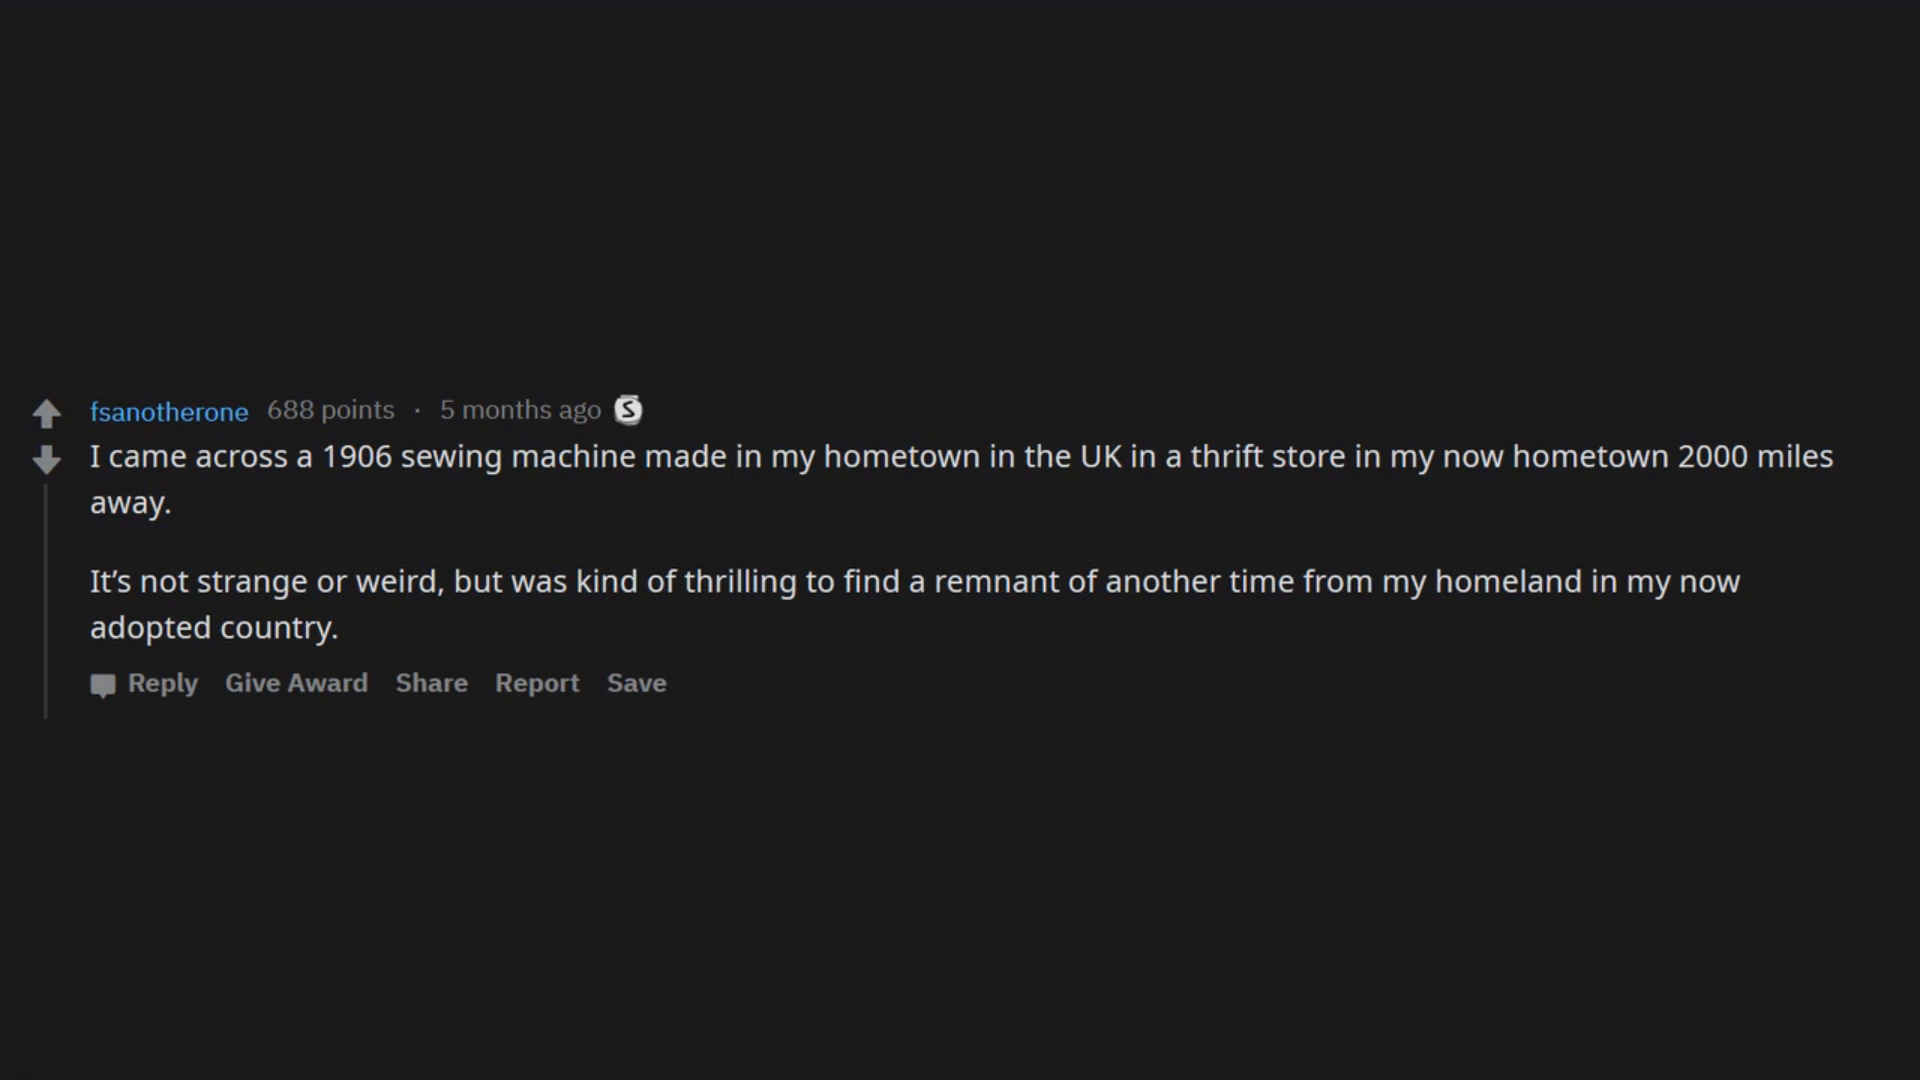 fsanotherone 688 points · 5 months ago S
I came across a 1906 sewing machine made in my hometown in the UK in a thrift store in my now hometown 2000 miles
away.
It’s not strange or weird, but was kind of thrilling to find a remnant of another time from my homeland in my now
adopted country.
Reply Give Award Share Report Save